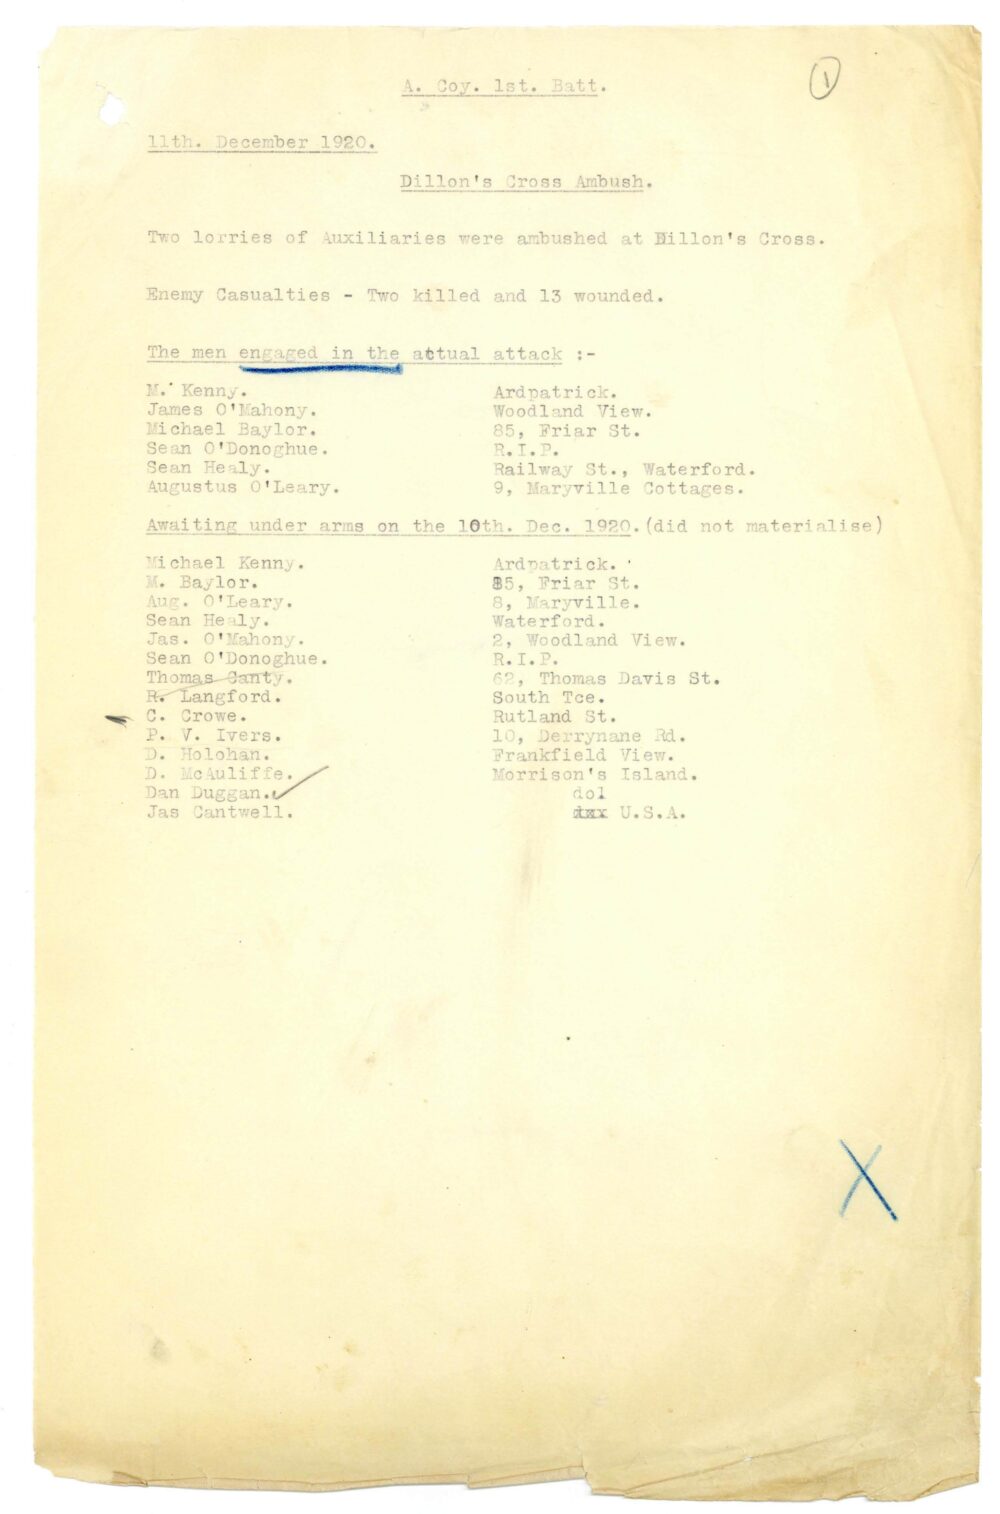 1
A. Coy. 1st. Batt.
11th. December 1920.
Dillon's Cross Ambush.
Two lorries of Auxiliaries were ambushed at Dillon's Cross.
Enemy Casualties - Two killed and 13 wounded.
The men engaged in the actual attack :-
M. Kenny. Ardpatrick.
James O'Mahony. Woodland View.
Michael Baylor. 85, Friar St.
Sean O'Donoghue. R.I.P.
Sean Healy. Railway St., Waterford.
Augustus O'Leary. 9, Maryville Cottages.
Awaiting under arms on the 10th. Dec. 1920.(did not materialise)
Michael Kenny. Ardpatrick.
M. Baylor. 85, Friar St.
Aug. O'Leary. 8, Maryville.
Sean Healy. Waterford.
Jas. O'Mahony. 2, Woodland View.
Sean O'Donoghue. R.I.P.
Thomas Canty. 62, Thomas Davis St.
R. Langford. South Tce.
C. Crowe. Rutland St.
P. V. Ivers. 10, Derrynane Rd.
D. Holohan. Frankfield View.
D. McAuliffe. Morrison's Island.
Dan Duggan. dol
Jas Cantwell. U.S.A.
X